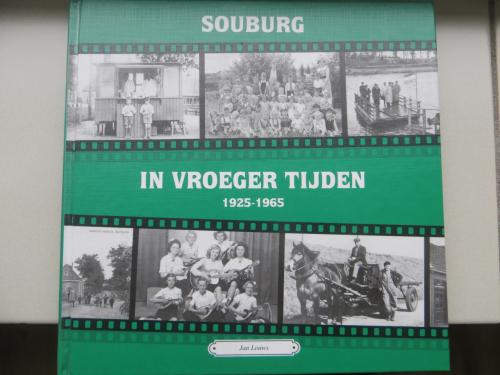 SOUBURG
IN VROEGER TIJDEN
1925-1965
Jan Louws